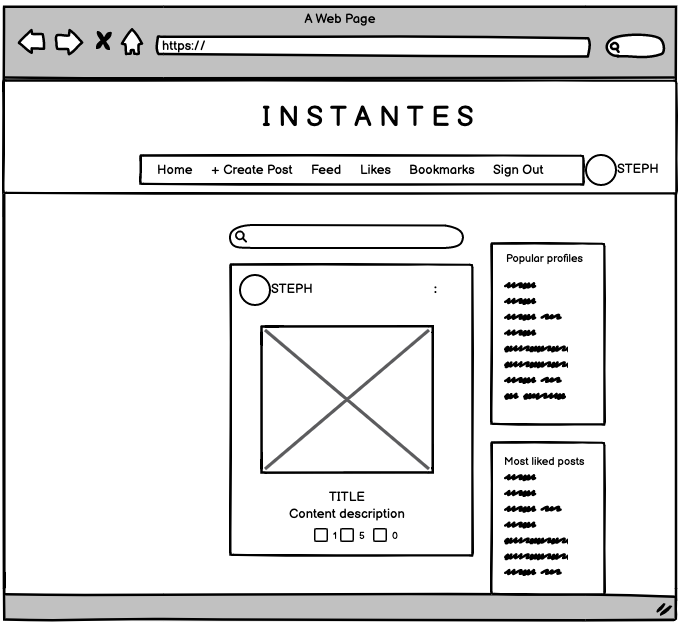 A Web Page
https://
INSTANTES
Home + Create Post Feed Likes Bookmarks Sign Out STEPH
Popular profiles
STEPH :
Most liked posts
TITLE
Content description
1 5 0